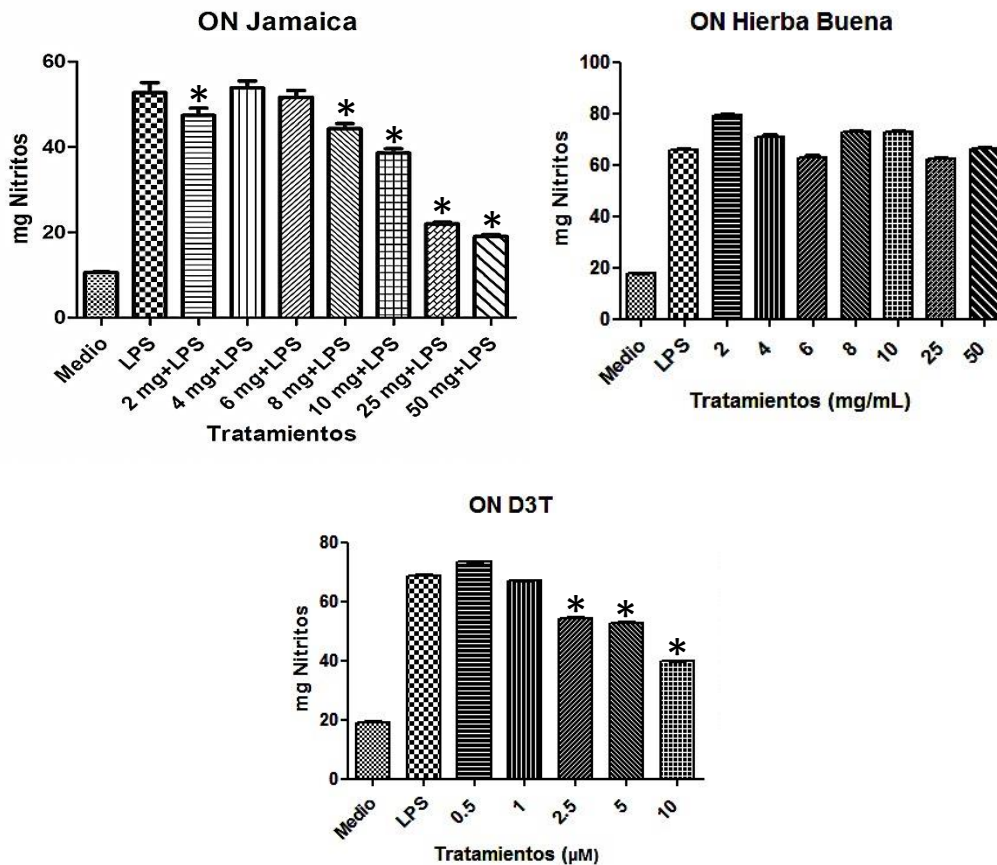 ON Jamaica
60
40
20
0
mg Nitritos
* * * * *
Medio
LPS
2 mg+LPS
4 mg+LPS
6 mg+LPS
8 mg+LPS
10 mg+LPS
25 mg+LPS
50 mg+LPS
Tratamientos
ON Hierba Buena
100
80
60
40
20
0
mg Nitritos
Medio
LPS
2
4
6
8
10
25
50
Tratamientos (mg/mL)
ON D3T
80
60
40
20
0
mg Nitritos
* * *
Medio
LPS
0.5
1
2.5
5
10
Tratamientos (µM)